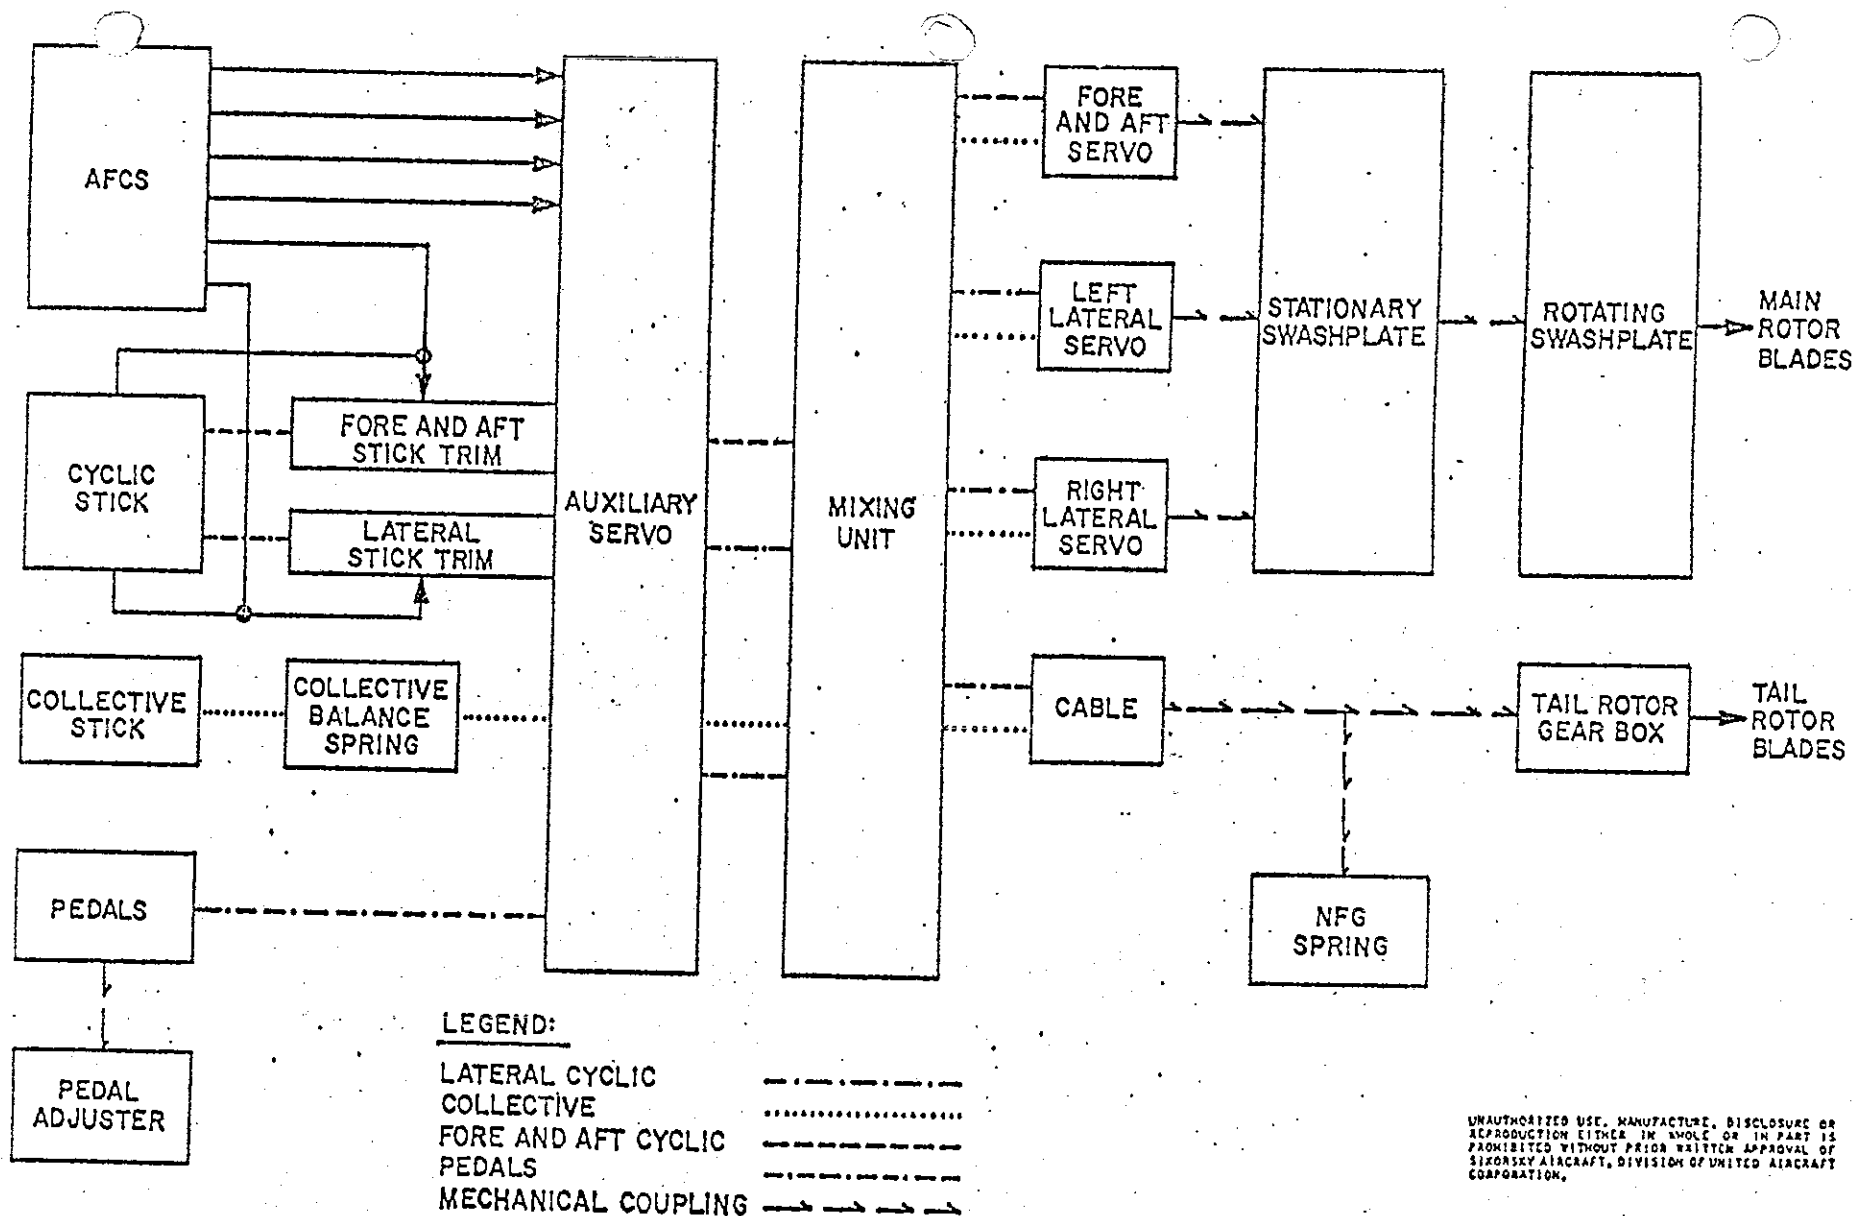 AFCS
CYCLIC
STICK
FORE AND AFT
STICK TRIM
LATERAL
STICK TRIM
COLLECTIVE
STICK
COLLECTIVE
BALANCE
SPRING
PEDALS
PEDAL
ADJUSTER
AUXILIARY
SERVO
MIXING
UNIT
FORE
AND AFT
SERVO
LEFT
LATERAL
SERVO
RIGHT
LATERAL
SERVO
CABLE
STATIONARY
SWASHPLATE
ROTATING
SWASHPLATE
MAIN
ROTOR
BLADES
NFG
SPRING
TAIL ROTOR
GEAR BOX
TAIL
ROTOR
BLADES
LEGEND:
LATERAL CYCLIC
COLLECTIVE
FORE AND AFT CYCLIC
PEDALS
MECHANICAL COUPLING
UNAUTHORIZED USE, MANUFACTURE, DISCLOSURE OR
REPRODUCTION EITHER IN WHOLE OR IN PART IS
PROHIBITED WITHOUT PRIOR WRITTEN APPROVAL OF
SIKORSKY AIRCRAFT, DIVISION OF UNITED AIRCRAFT
CORPORATION.